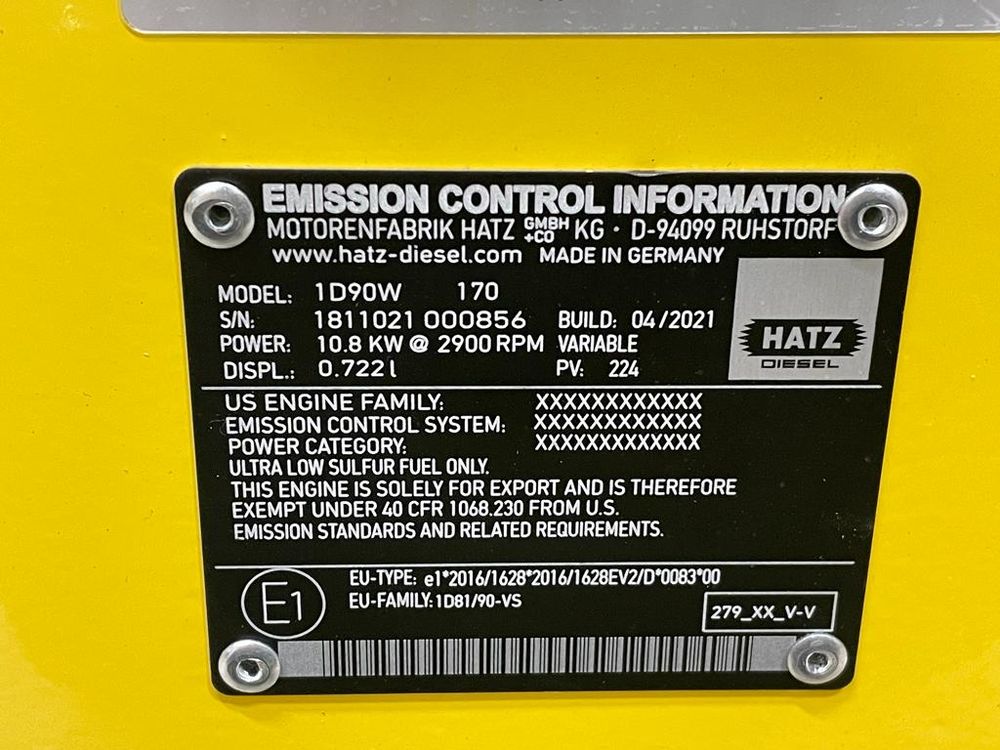 EMISSION CONTROL INFORMATION
MOTORENFABRIK HATZ GMBH +CO KG · D-94099 RUHSTORF
www.hatz-diesel.com MADE IN GERMANY
MODEL: 1D90W 170
S/N: 1811021 000856 BUILD: 04/2021
POWER: 10.8 KW @ 2900 RPM VARIABLE
DISPL.: 0.722 l PV: 224
HATZ
DIESEL
US ENGINE FAMILY: XXXXXXXXXXXX
EMISSION CONTROL SYSTEM: XXXXXXXXXXXX
POWER CATEGORY: XXXXXXXXXXXXX
ULTRA LOW SULFUR FUEL ONLY.
THIS ENGINE IS SOLELY FOR EXPORT AND IS THEREFORE
EXEMPT UNDER 40 CFR 1068.230 FROM U.S.
EMISSION STANDARDS AND RELATED REQUIREMENTS.
E1
EU-TYPE: e1*2016/1628*2016/1628EV2/D*0083*00
EU-FAMILY: 1D81/90-VS
279_XX_V-V